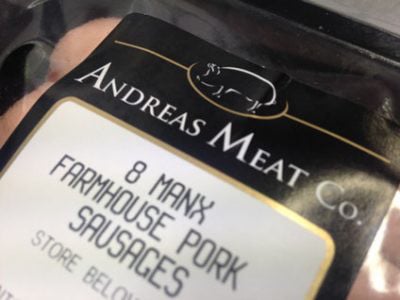 ANDREAS MEAT CO.
8 MANX
FARMHOUSE PORK
SAUSAGES
STORE BELOW